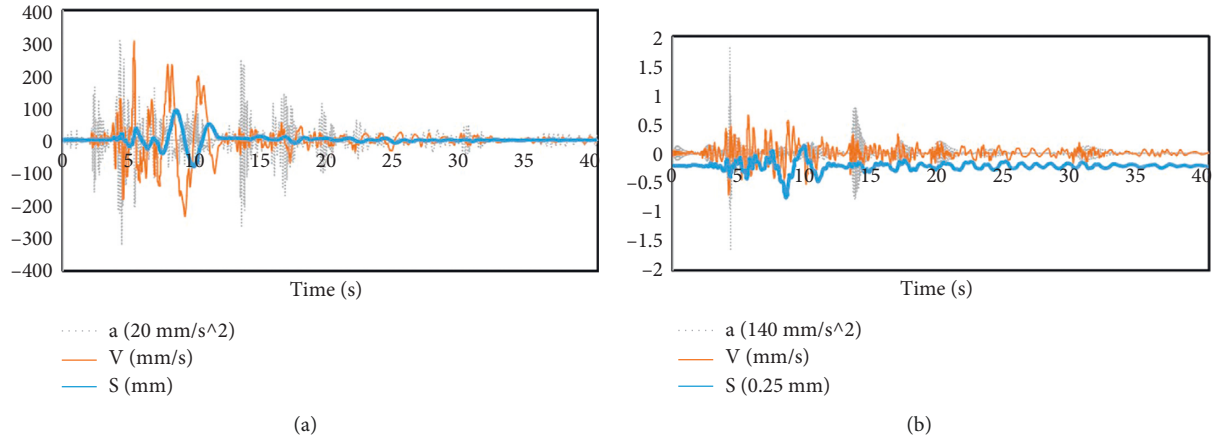 400
300
200
100
0
–100
–200
–300
–400
0 5 10 15 20 25 30 35 40
Time (s)
a (20 mm/s^2)
V (mm/s)
S (mm)
(a)
2
1.5
1
0.5
0
–0.5
–1
–1.5
–2
0 5 10 15 20 25 30 35 40
Time (s)
a (140 mm/s^2)
V (mm/s)
S (0.25 mm)
(b)